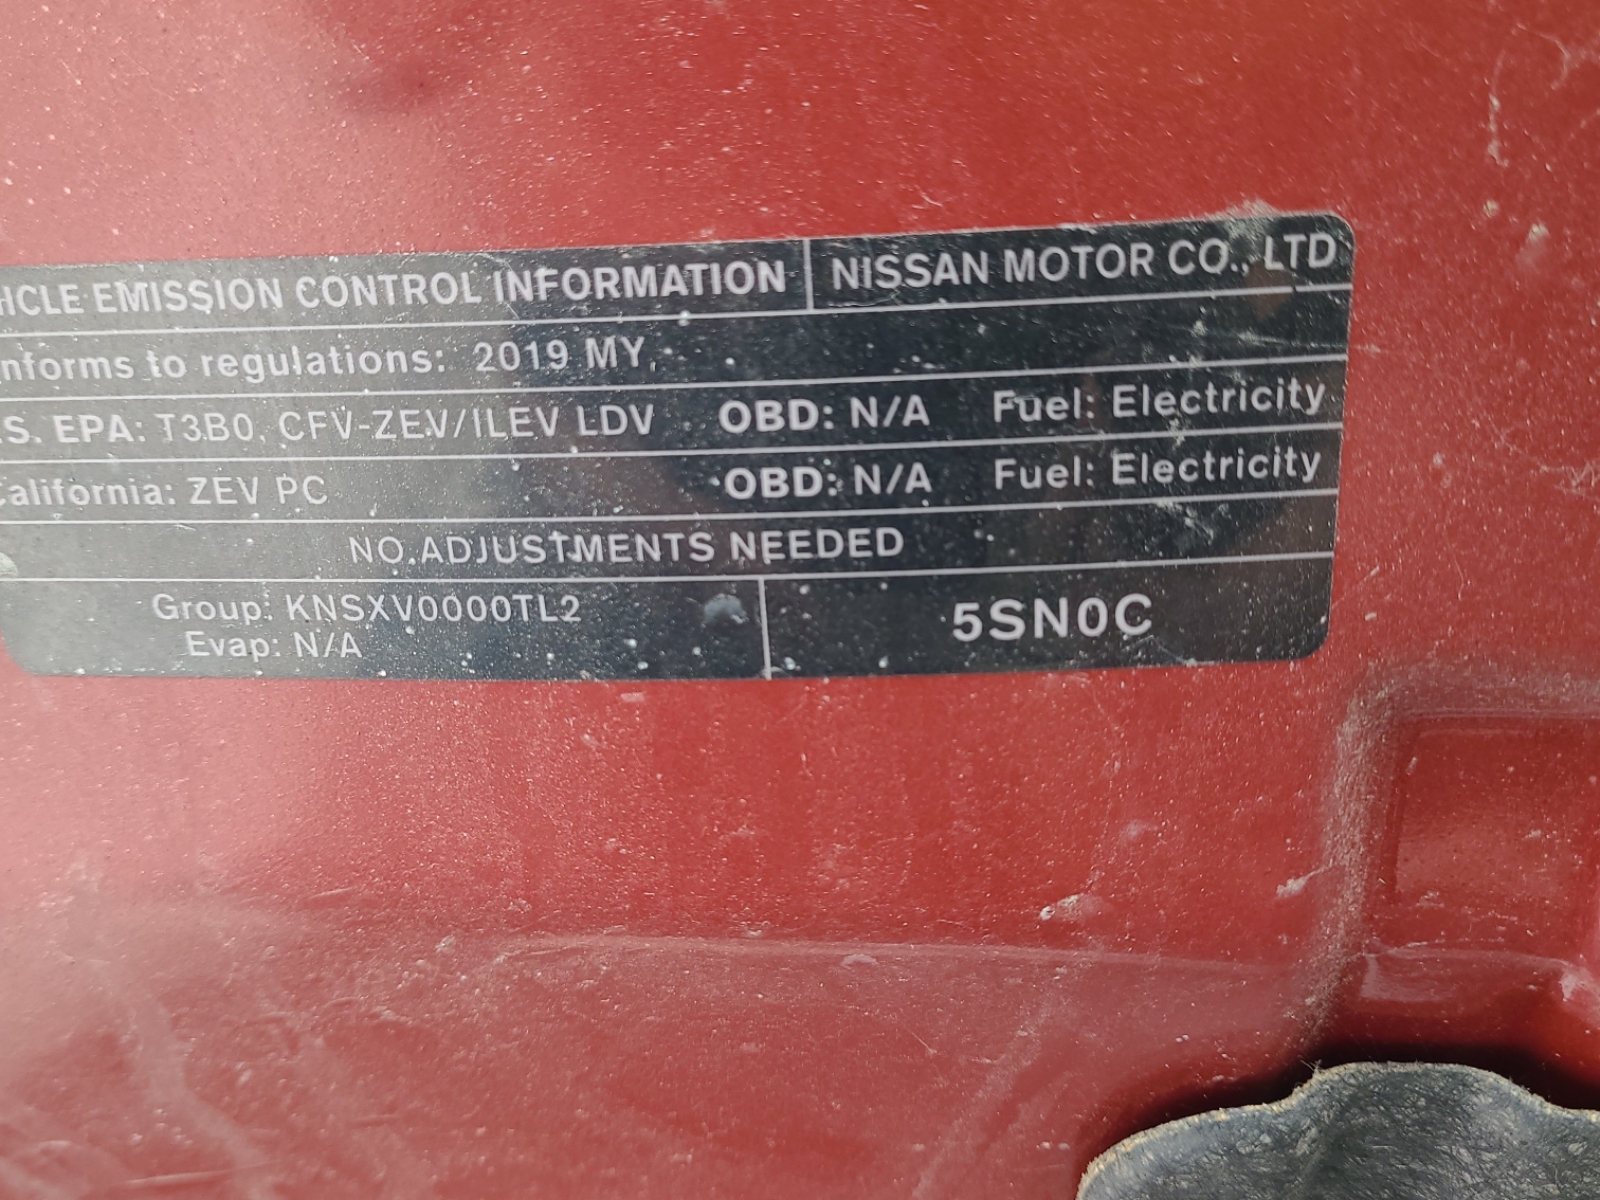 HICLE EMISSION CONTROL INFORMATION NISSAN MOTOR CO., LTD
nforms to regulations: 2019 MY
.S. EPA: T3B0, CFV-ZEV/ILEV LDV OBD: N/A Fuel: Electricity
alifornia: ZEV PC OBD: N/A Fuel: Electricity
NO ADJUSTMENTS NEEDED
Group: KNSXV0000TL2
Evap: N/A
5SN0C